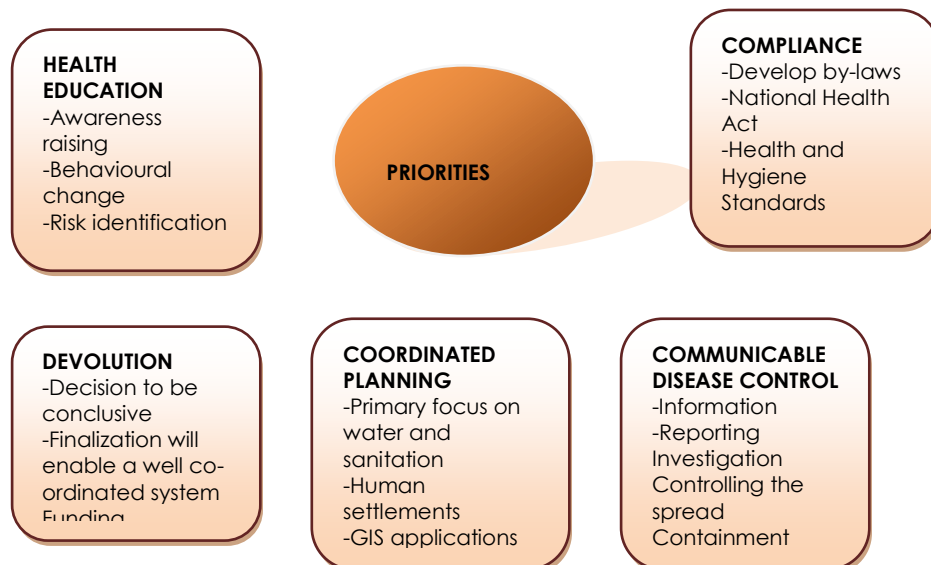 HEALTH
EDUCATION
-Awareness
raising
-Behavioural
change
-Risk identification
PRIORITIES
COMPLIANCE
-Develop by-laws
-National Health
Act
-Health and
Hygiene
Standards
DEVOLUTION
-Decision to be
conclusive
-Finalization will
enable a well co-
ordinated system
Funding
COORDINATED
PLANNING
-Primary focus on
water and
sanitation
-Human
settlements
-GIS applications
COMMUNICABLE
DISEASE CONTROL
-Information
-Reporting
Investigation
Controlling the
spread
Containment